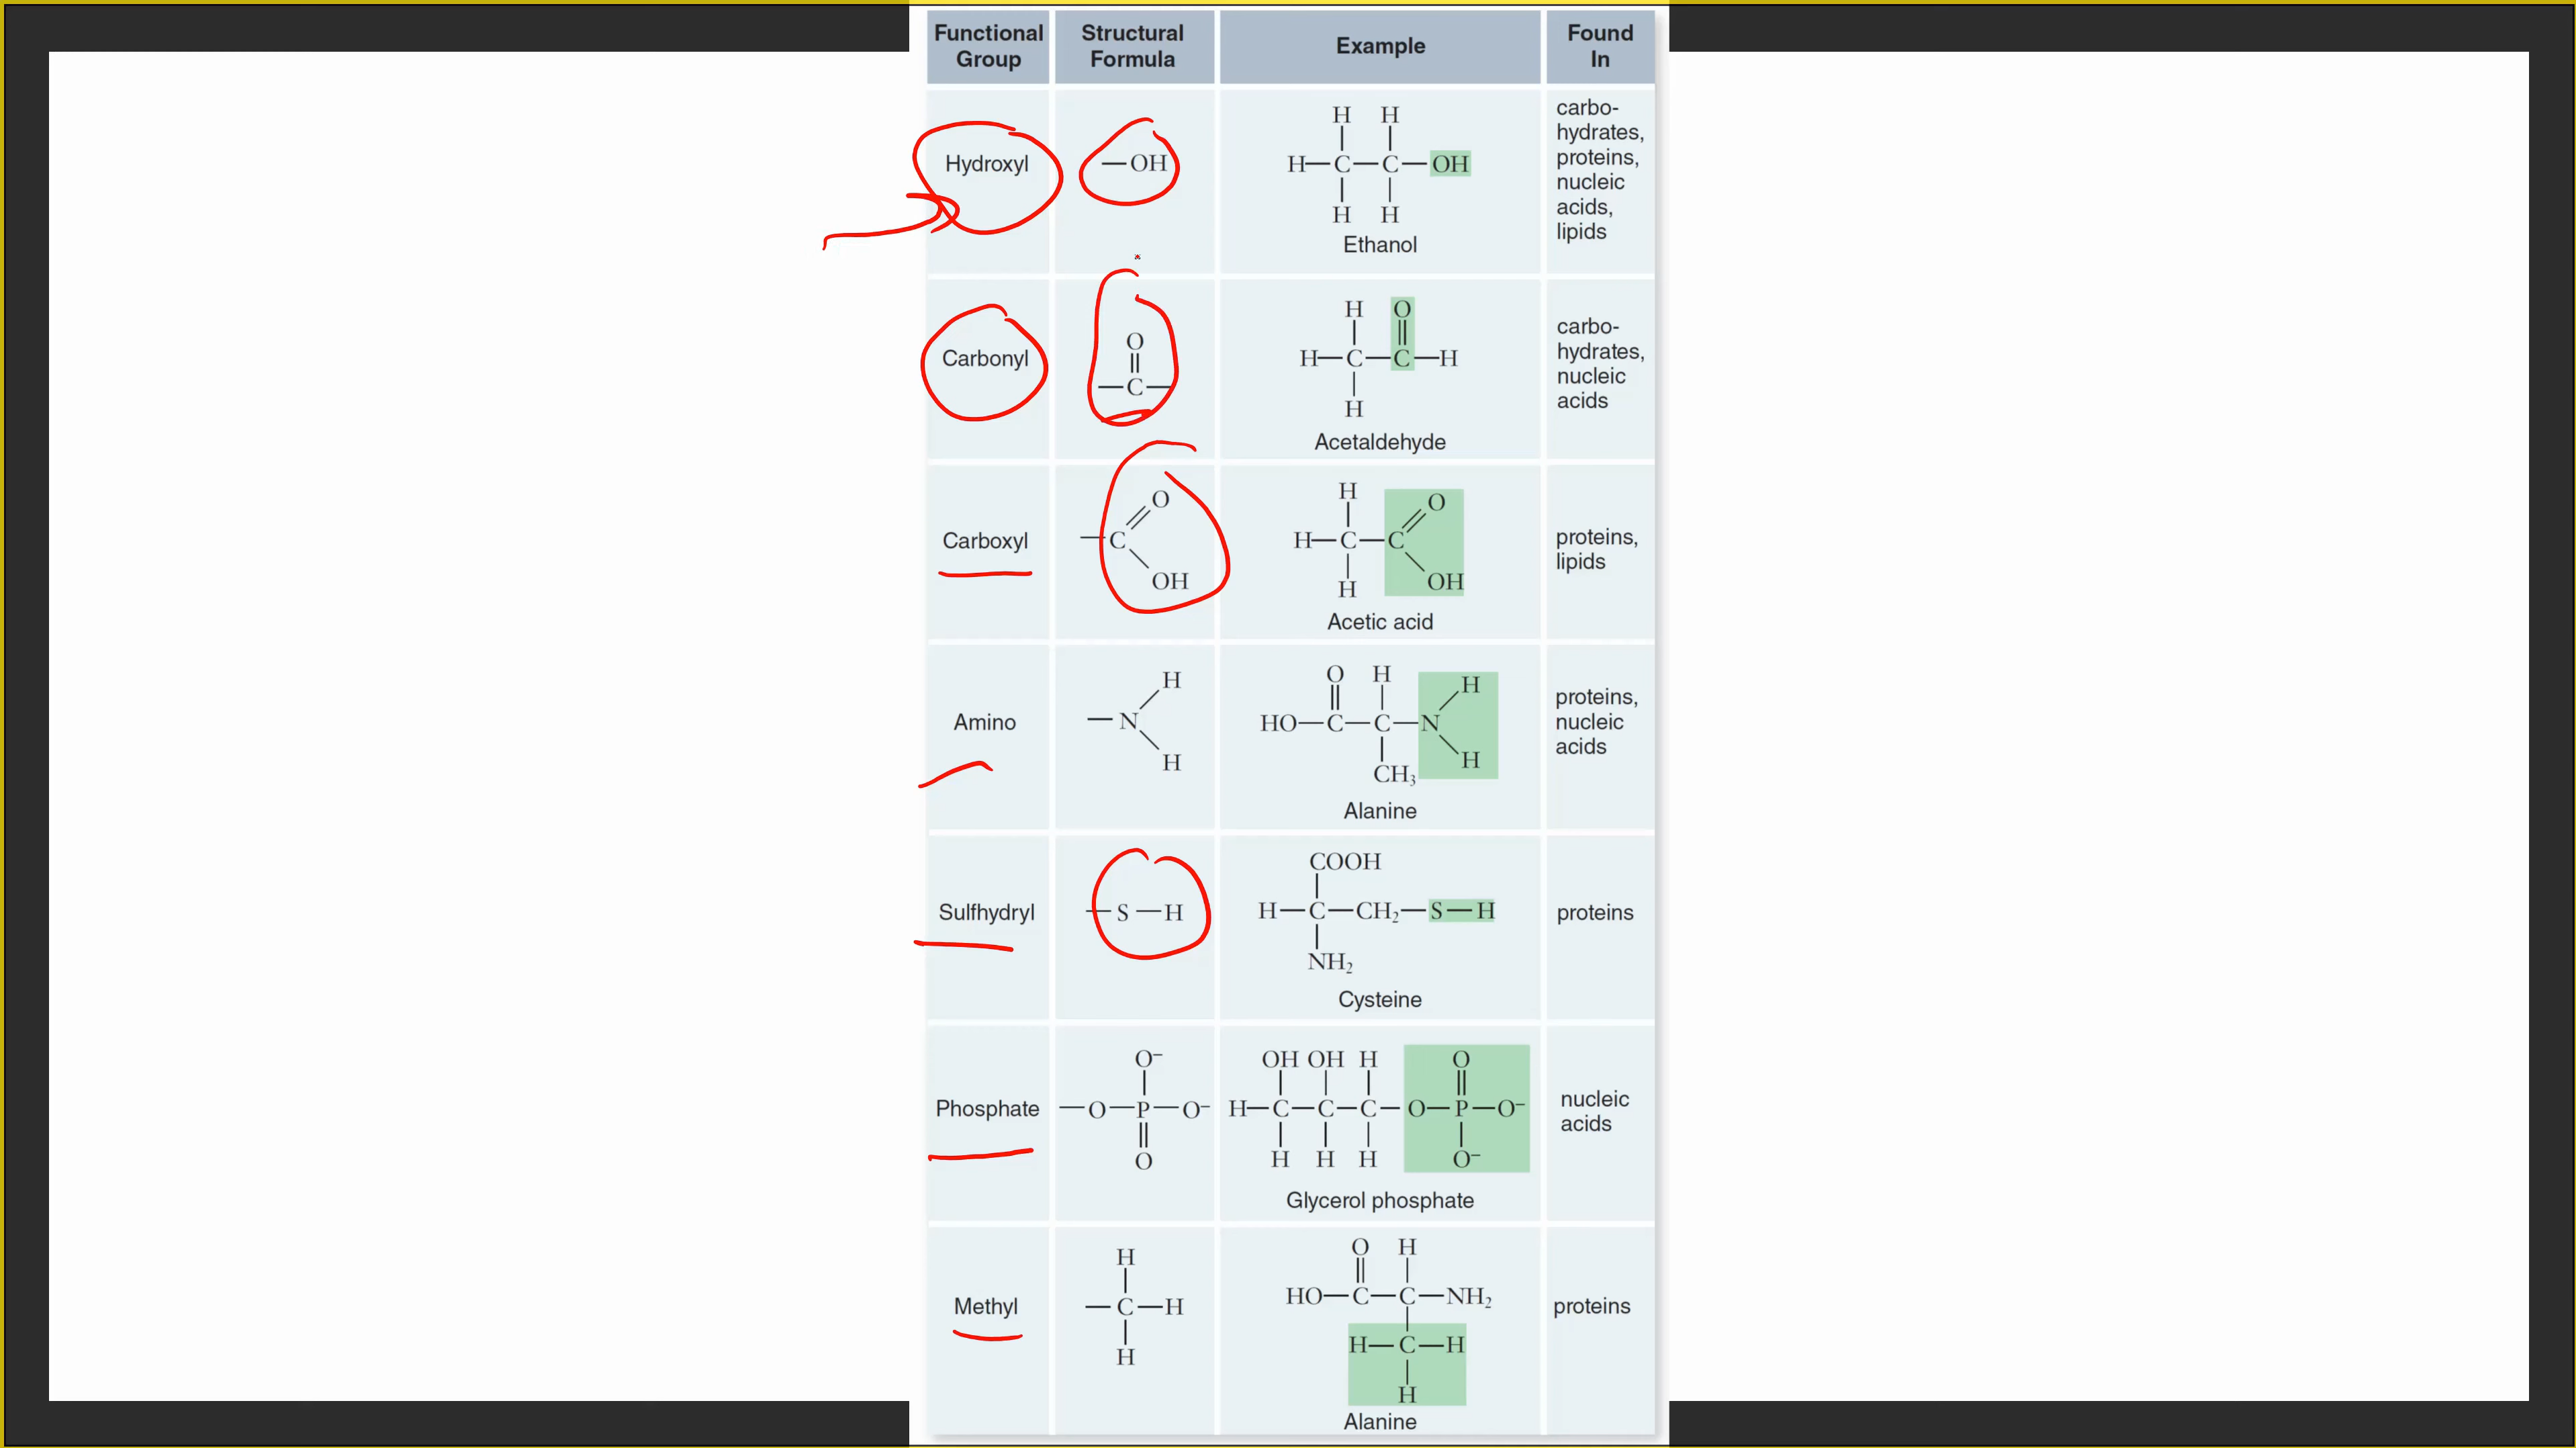 Functional Group
Structural Formula
Example
Found In
Hydroxyl
—OH
H H
H—C—C—OH
H H
Ethanol
carbo-
hydrates,
proteins,
nucleic
acids,
lipids
Carbonyl
O
—C—
H O
H—C—C—H
H
Acetaldehyde
carbo-
hydrates,
nucleic
acids
Carboxyl
O
—C
OH
H O
H—C—C
H OH
Acetic acid
proteins,
lipids
Amino
H
—N
H
O H H
HO—C—C—N
CH₃ H
Alanine
proteins,
nucleic
acids
Sulfhydryl
—S—H
COOH
H—C—CH₂—S—H
NH₂
Cysteine
proteins
Phosphate
O⁻
—O—P—O⁻
O
OH OH H O
H—C—C—C—O—P—O⁻
H H H O⁻
Glycerol phosphate
nucleic
acids
Methyl
H
—C—H
H
O H
HO—C—C—NH₂
H—C—H
H
Alanine
proteins